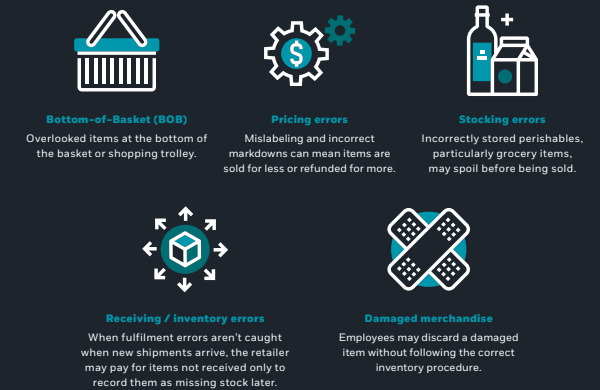 $
Bottom-of-Basket (BOB)
Overlooked items at the bottom of
the basket or shopping trolley.
Pricing errors
Mislabeling and incorrect
markdowns can mean items are
sold for less or refunded for more.
Stocking errors
Incorrectly stored perishables,
particularly grocery items,
may spoil before being sold.
Receiving / inventory errors
When fulfilment errors aren't caught
when new shipments arrive, the retailer
may pay for items not received only to
record them as missing stock later.
Damaged merchandise
Employees may discard a damaged
item without following the correct
inventory procedure.